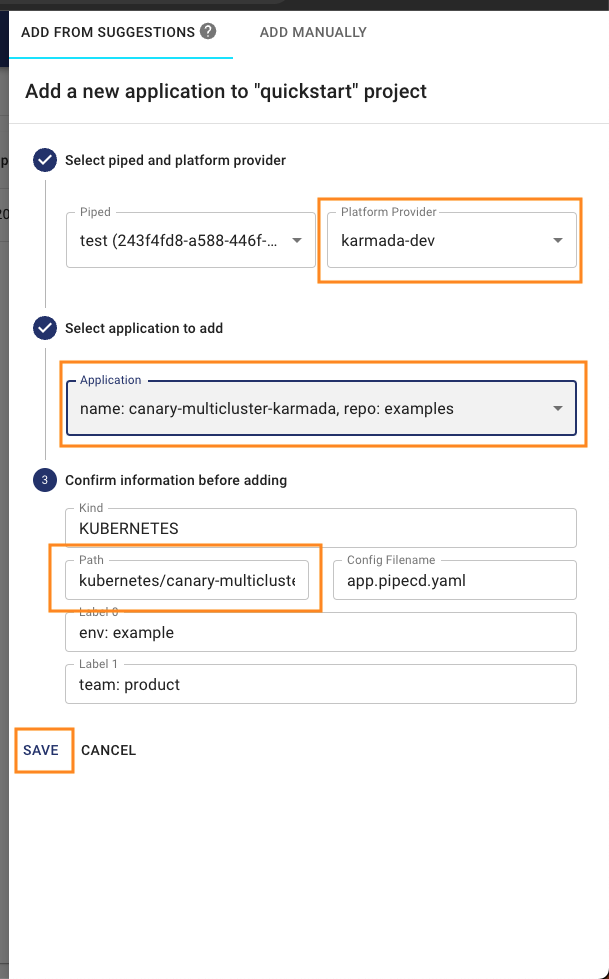 ADD FROM SUGGESTIONS ? ADD MANUALLY
Add a new application to "quickstart" project
Select piped and platform provider
Piped Platform Provider
test (243f4fd8-a588-446f-... karmada-dev
Select application to add
Application
name: canary-multicluster-karmada, repo: examples
3 Confirm information before adding
Kind
KUBERNETES
Path Config Filename
kubernetes/canary-multicluste app.pipecd.yaml
Label 0
env: example
Label 1
team: product
SAVE CANCEL